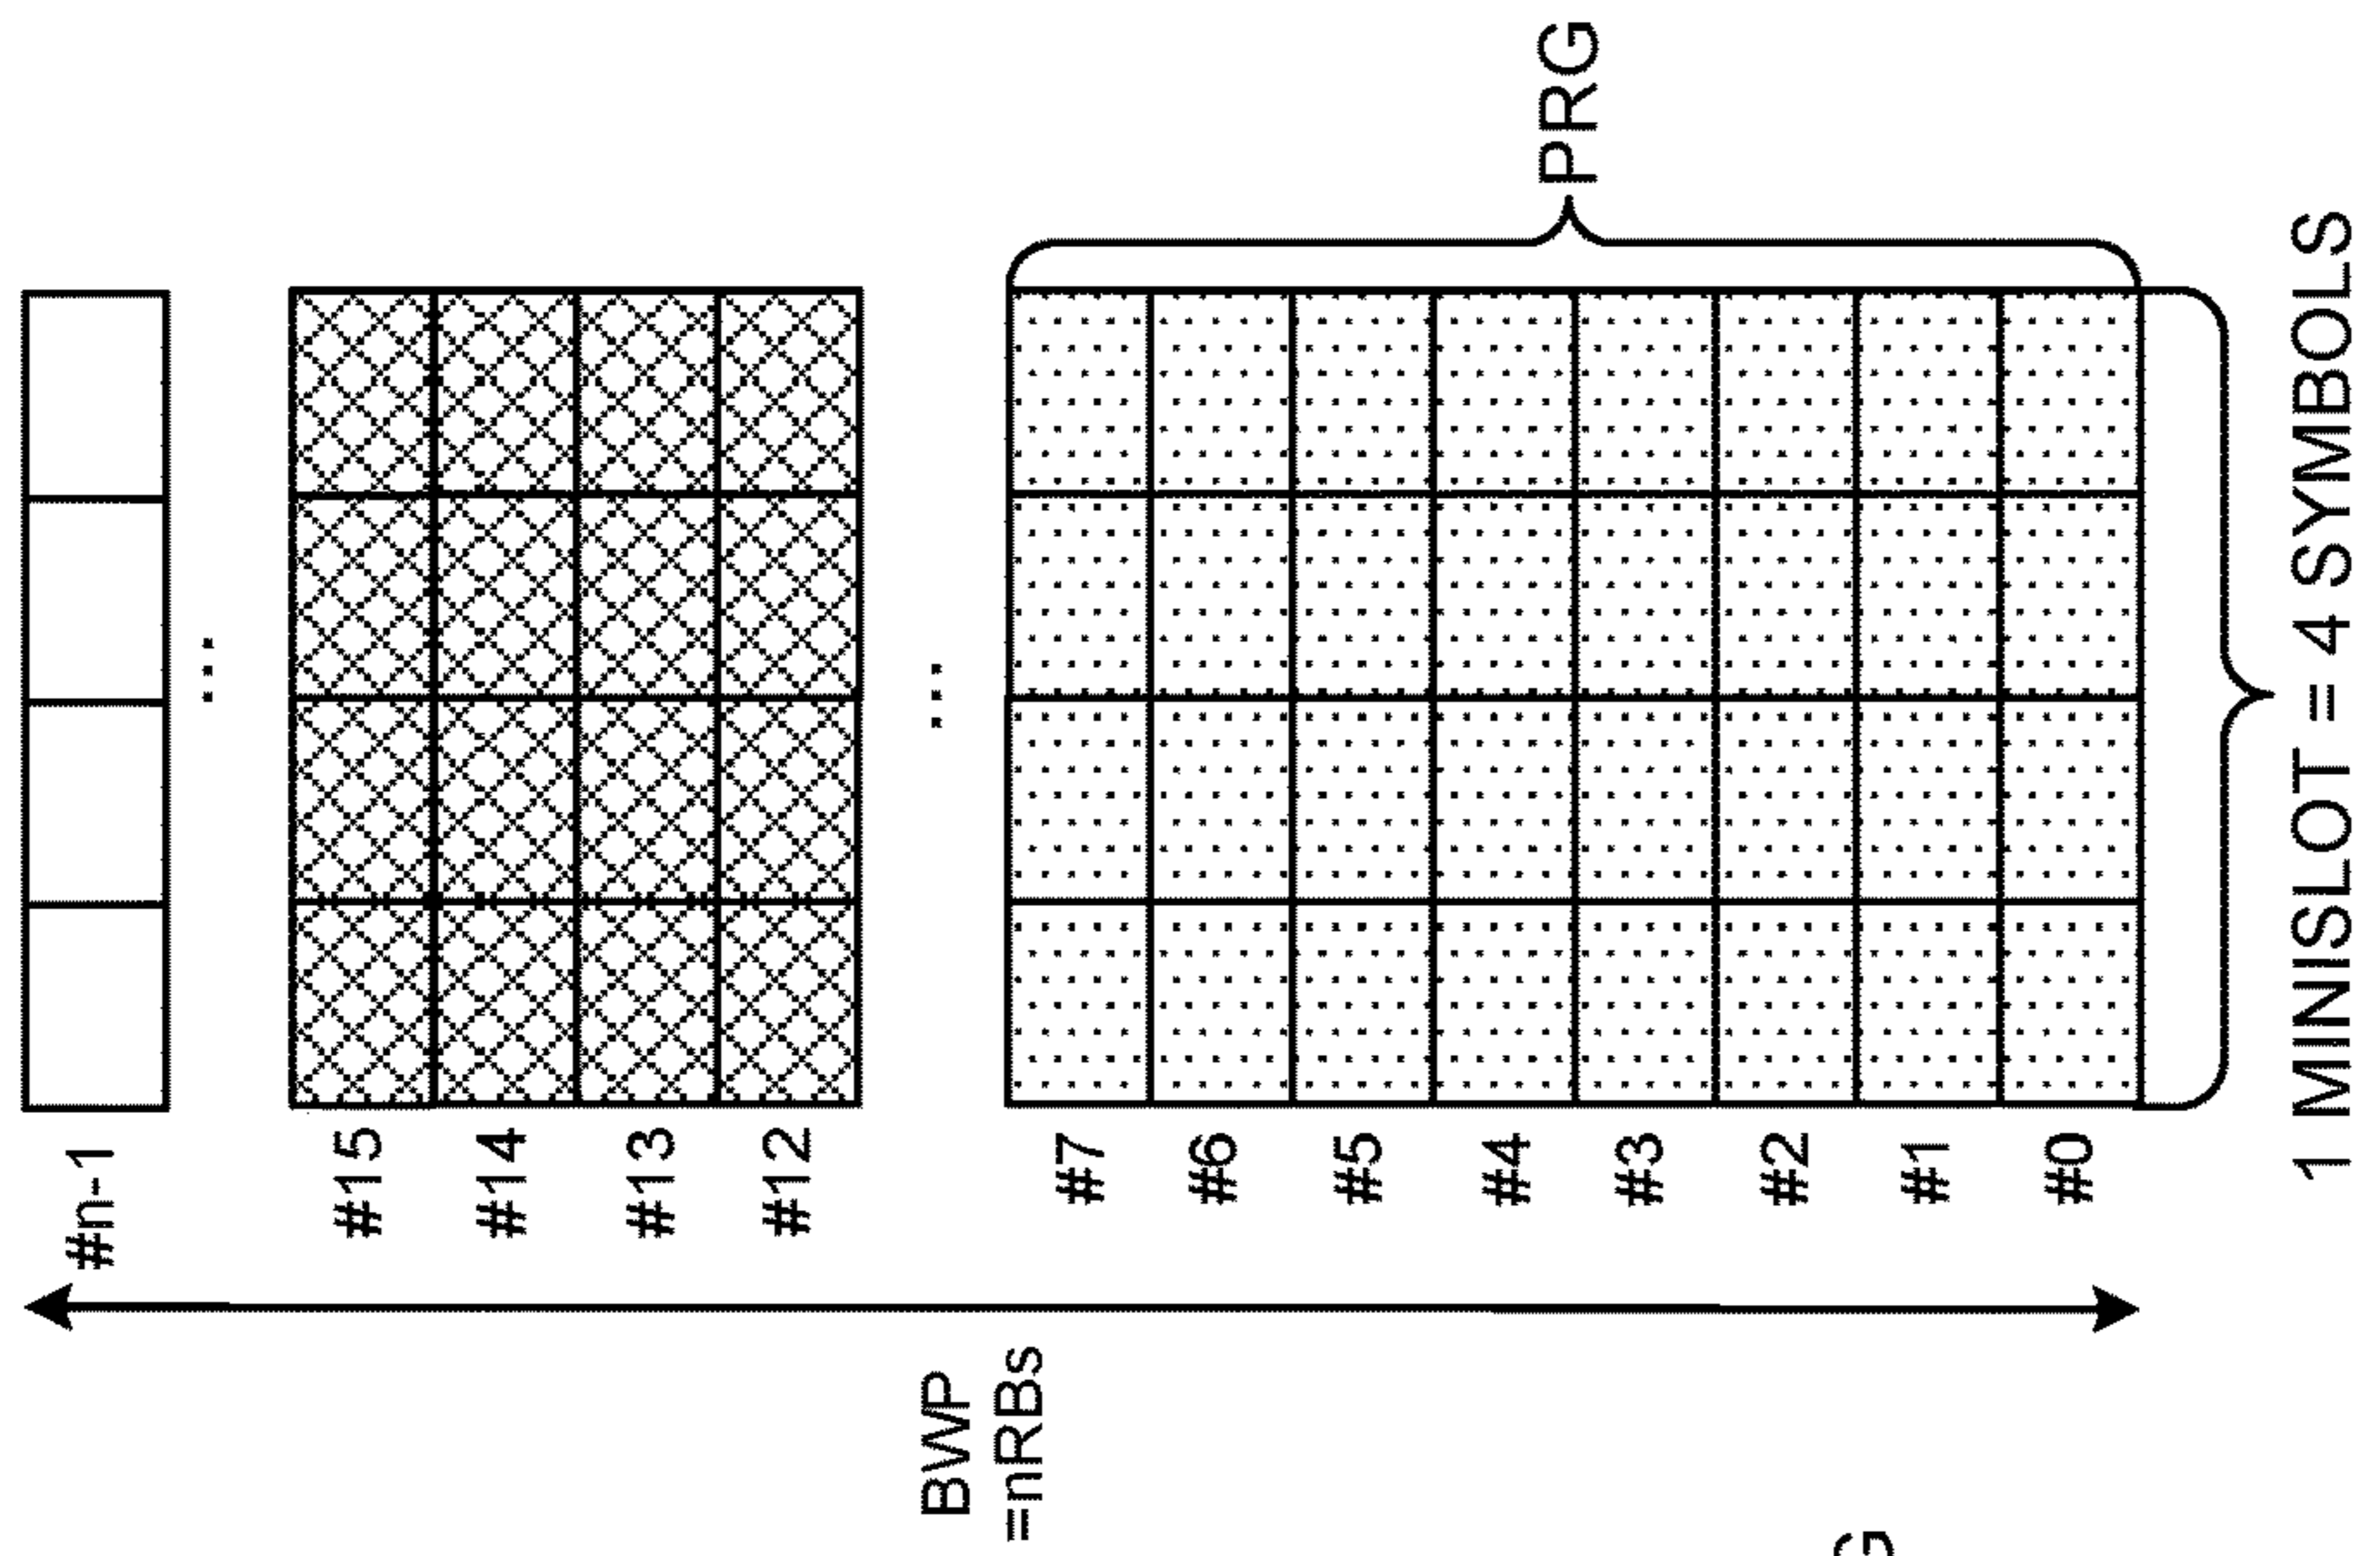 #n-1
...
#15
#14
#13
#12
...
#7
#6
#5
#4
#3
#2
#1
#0
BWP
=nRBs
PRG
1 MINISLOT = 4 SYMBOLS
G